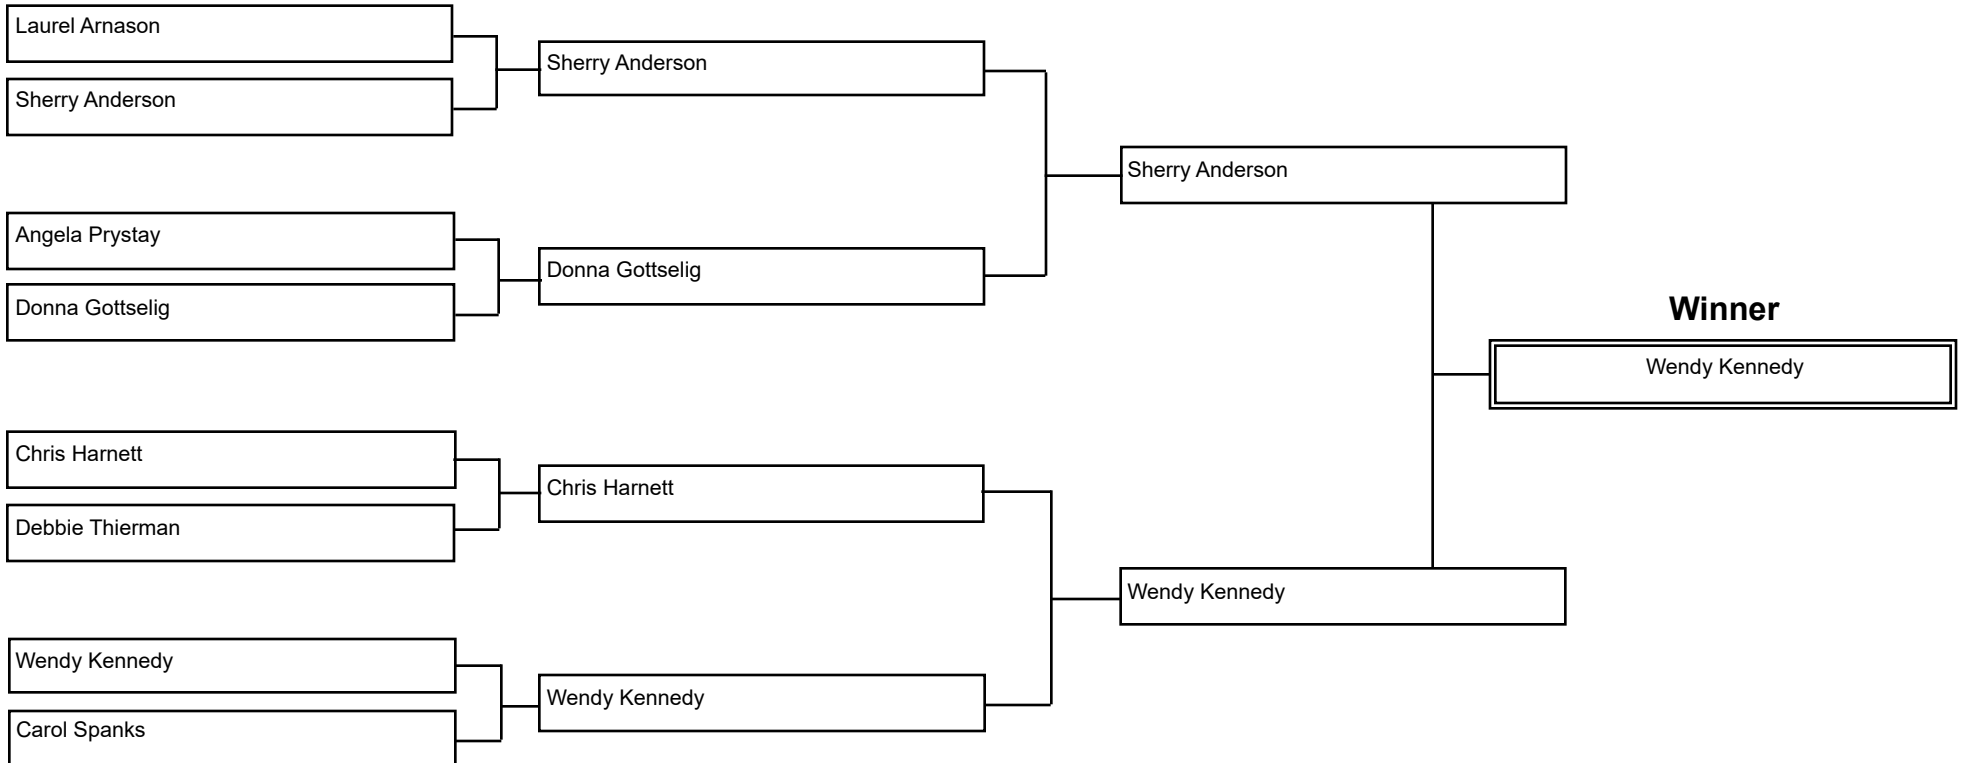 Laurel Arnason
Sherry Anderson
Sherry Anderson
Sherry Anderson
Angela Prystay
Donna Gottselig
Donna Gottselig
Winner
Wendy Kennedy
Chris Harnett
Chris Harnett
Debbie Thierman
Wendy Kennedy
Wendy Kennedy
Wendy Kennedy
Carol Spanks